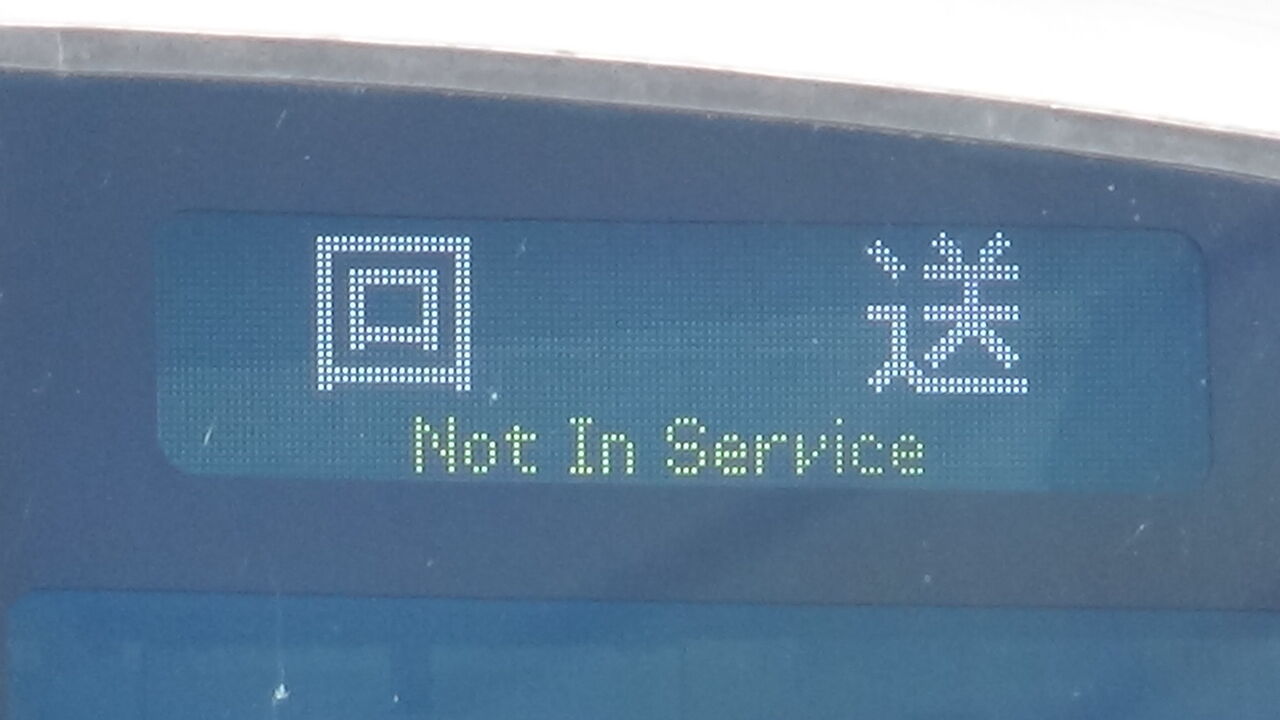 回送
Not In Service